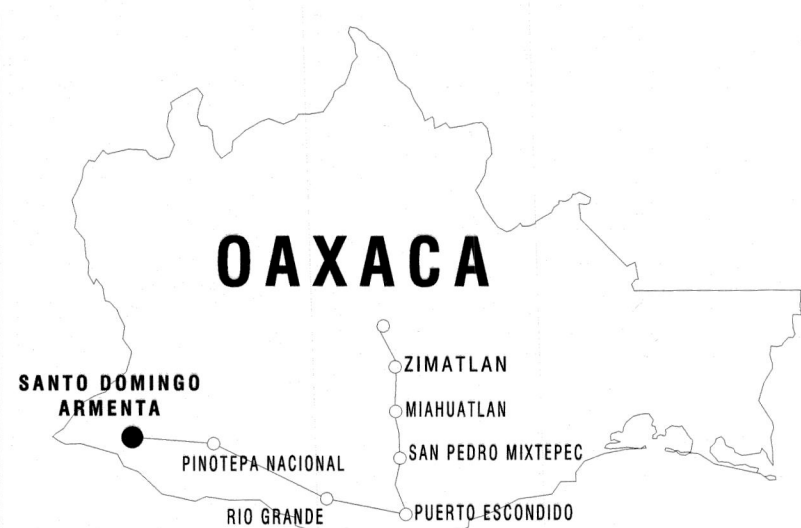 OAXACA
ZIMATLAN
SANTO DOMINGO
ARMENTA
MIAHUATLAN
SAN PEDRO MIXTEPEC
PINOTEPA NACIONAL
RIO GRANDE
PUERTO ESCONDIDO